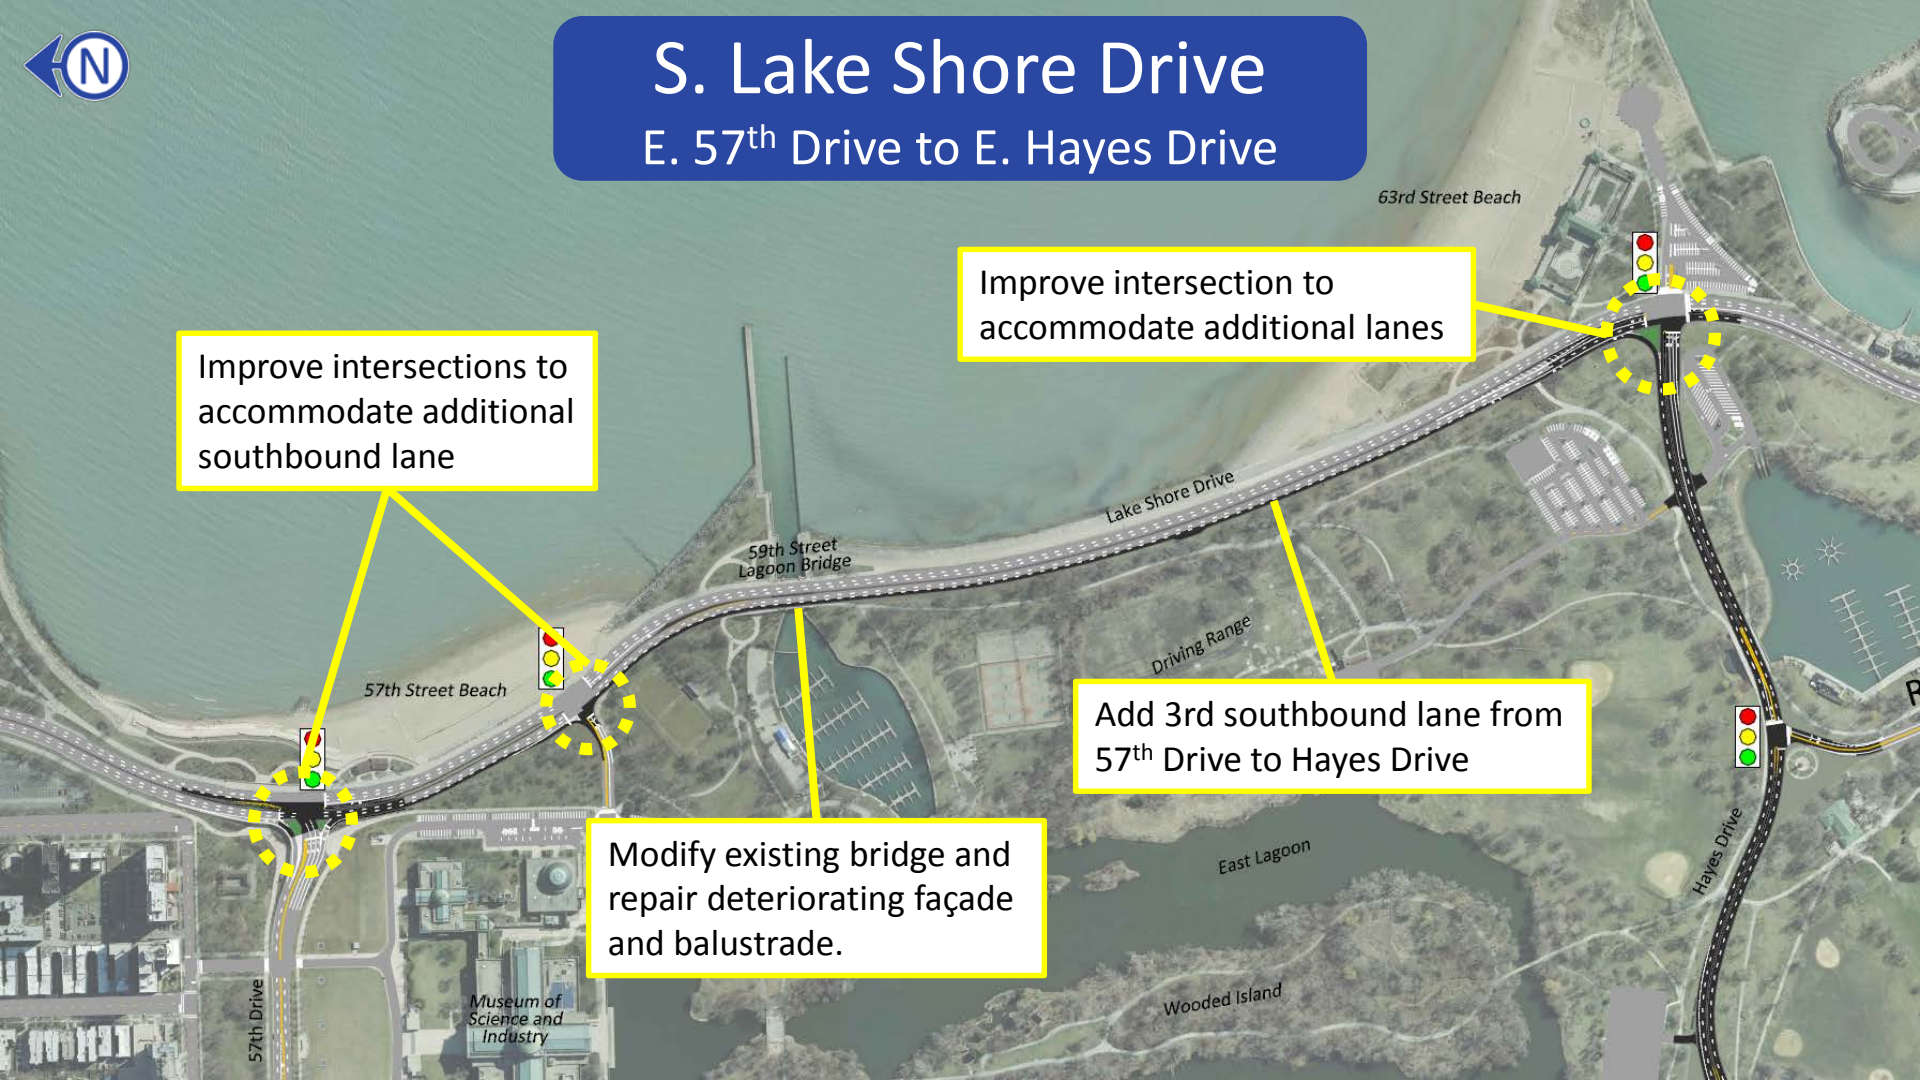 N
S. Lake Shore Drive
E. 57th Drive to E. Hayes Drive
63rd Street Beach
Improve intersection to
accommodate additional lanes
Improve intersections to
accommodate additional
southbound lane
Lake Shore Drive
59th Street
Lagoon Bridge
57th Street Beach
Driving Range
Add 3rd southbound lane from
57th Drive to Hayes Drive
R
Modify existing bridge and
repair deteriorating façade
and balustrade.
East Lagoon
Hayes Drive
Wooded Island
Museum of
Science and
Industry
57th Drive